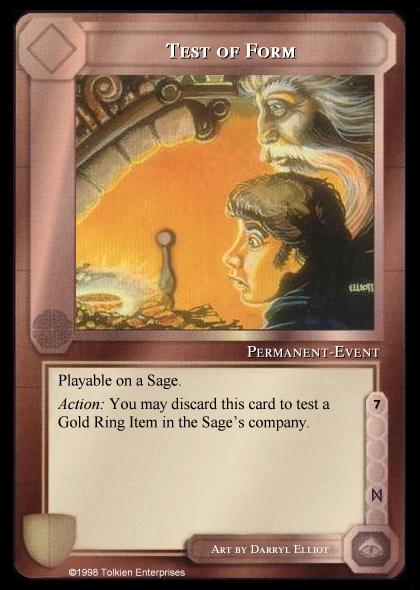 Test of Form
ELLIOTT
Permanent-Event
Playable on a Sage.
Action: You may discard this card to test a
Gold Ring Item in the Sage's company.
7
ᛞ
Art by Darryl Elliot
©1998 Tolkien Enterprises